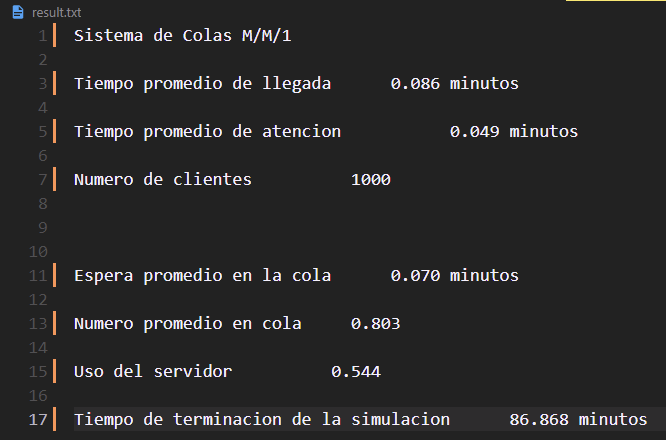 result.txt
1 Sistema de Colas M/M/1
2
3 Tiempo promedio de llegada 0.086 minutos
4
5 Tiempo promedio de atencion 0.049 minutos
6
7 Numero de clientes 1000
8
9
10
11 Espera promedio en la cola 0.070 minutos
12
13 Numero promedio en cola 0.803
14
15 Uso del servidor 0.544
16
17 Tiempo de terminacion de la simulacion 86.868 minutos